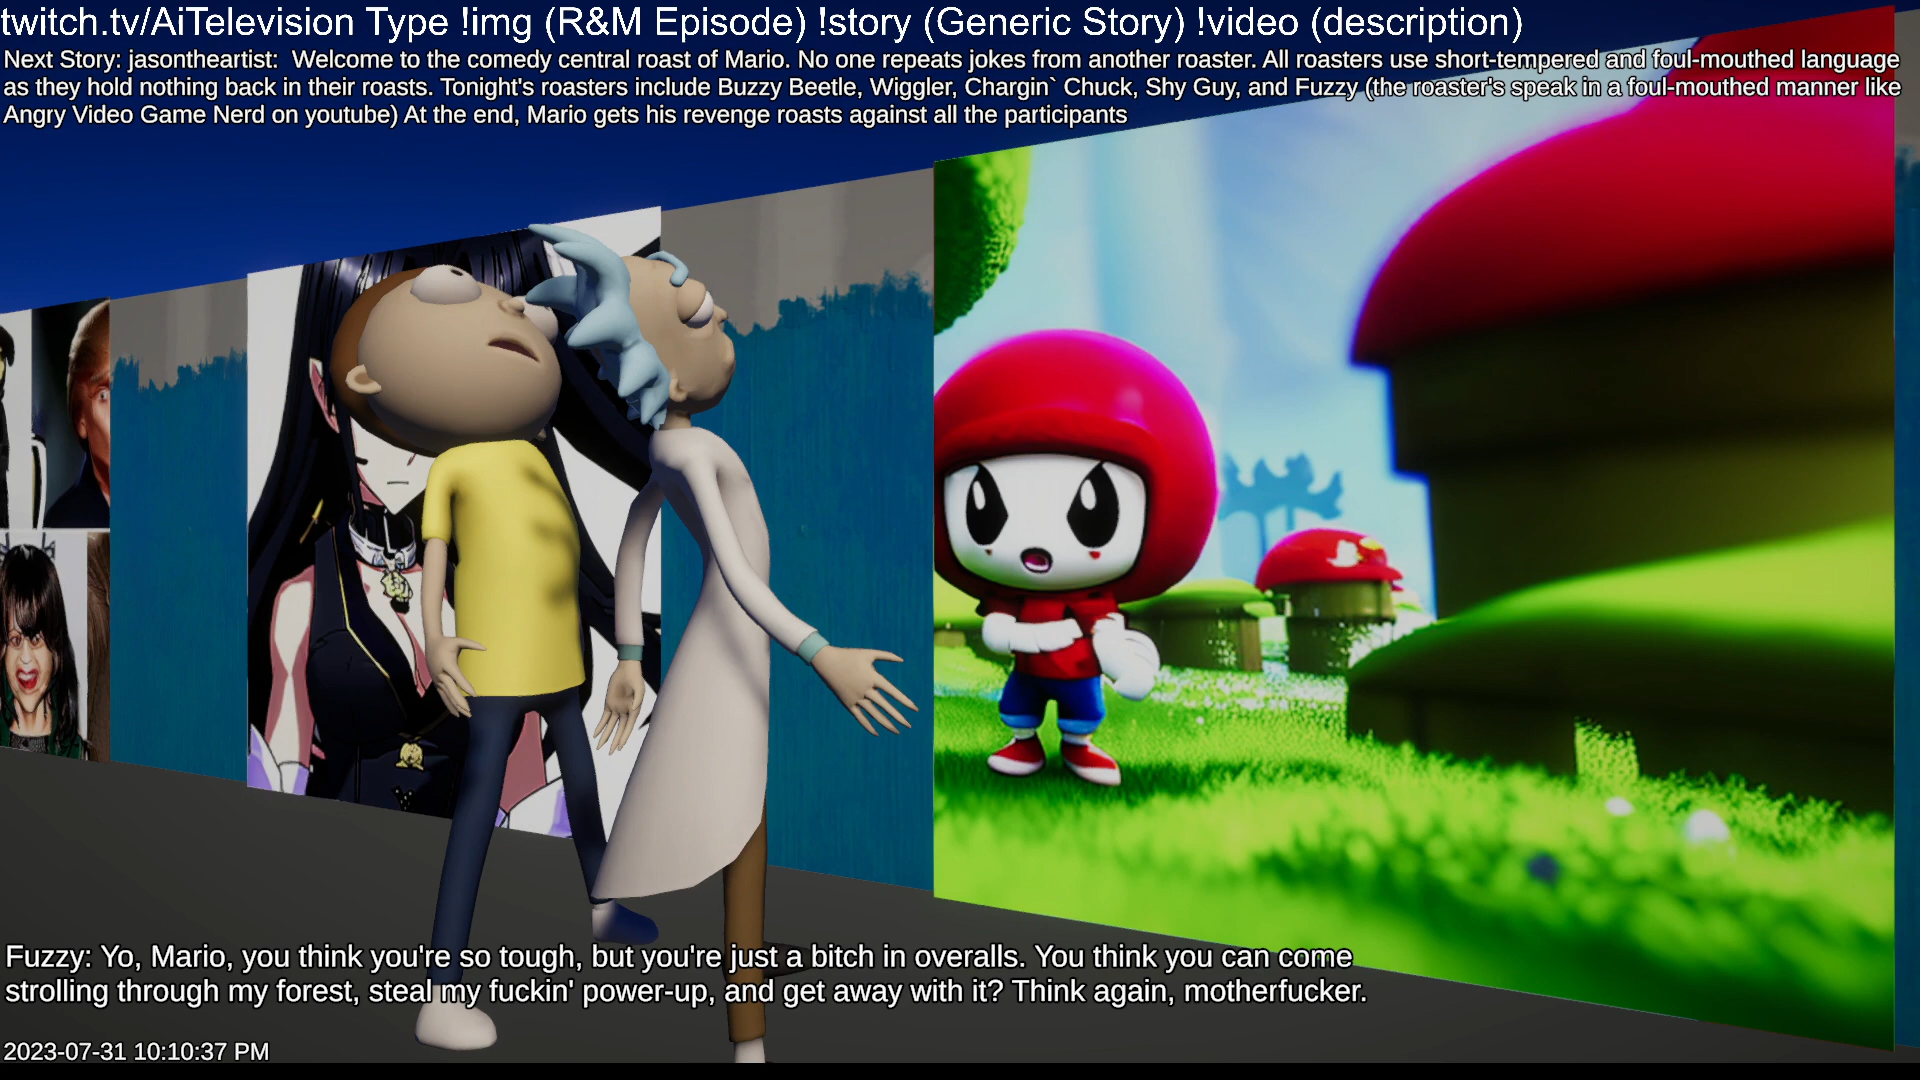 twitch.tv/AiTelevision Type !img (R&M Episode) !story (Generic Story) !video (description)
Next Story: jasontheartist:  Welcome to the comedy central roast of Mario. No one repeats jokes from another roaster. All roasters use short-tempered and foul-mouthed language
as they hold nothing back in their roasts. Tonight's roasters include Buzzy Beetle, Wiggler, Chargin` Chuck, Shy Guy, and Fuzzy (the roaster's speak in a foul-mouthed manner like
Angry Video Game Nerd on youtube) At the end, Mario gets his revenge roasts against all the participants
Fuzzy: Yo, Mario, you think you're so tough, but you're just a bitch in overalls. You think you can come
strolling through my forest, steal my fuckin' power-up, and get away with it? Think again, motherfucker.
2023-07-31 10:10:37 PM